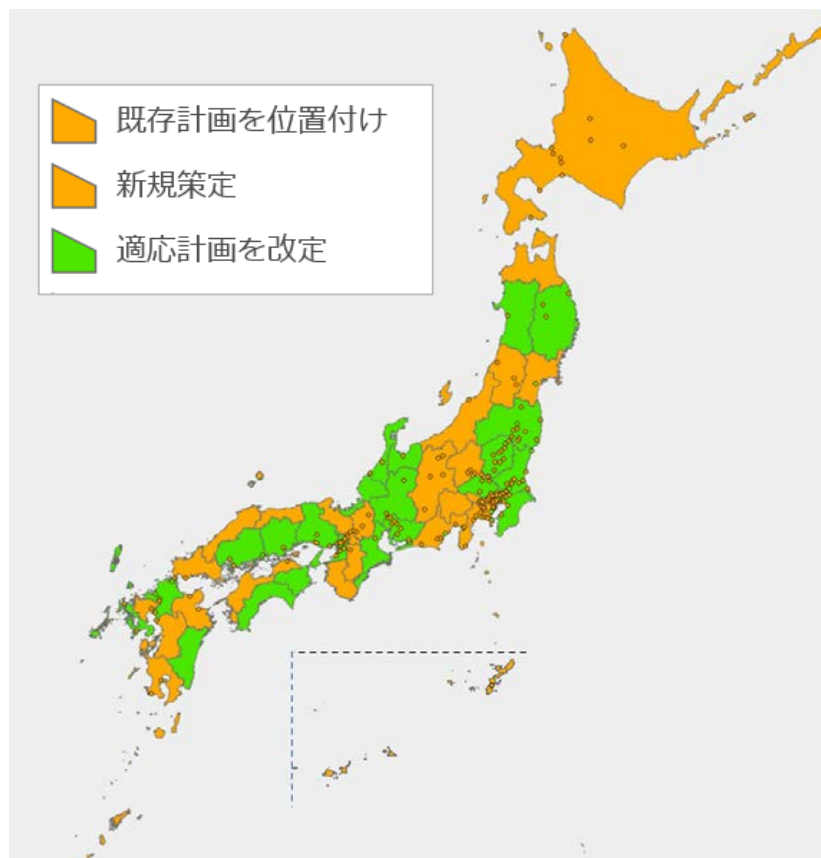 既存計画を位置付け
新規策定
適応計画を改定